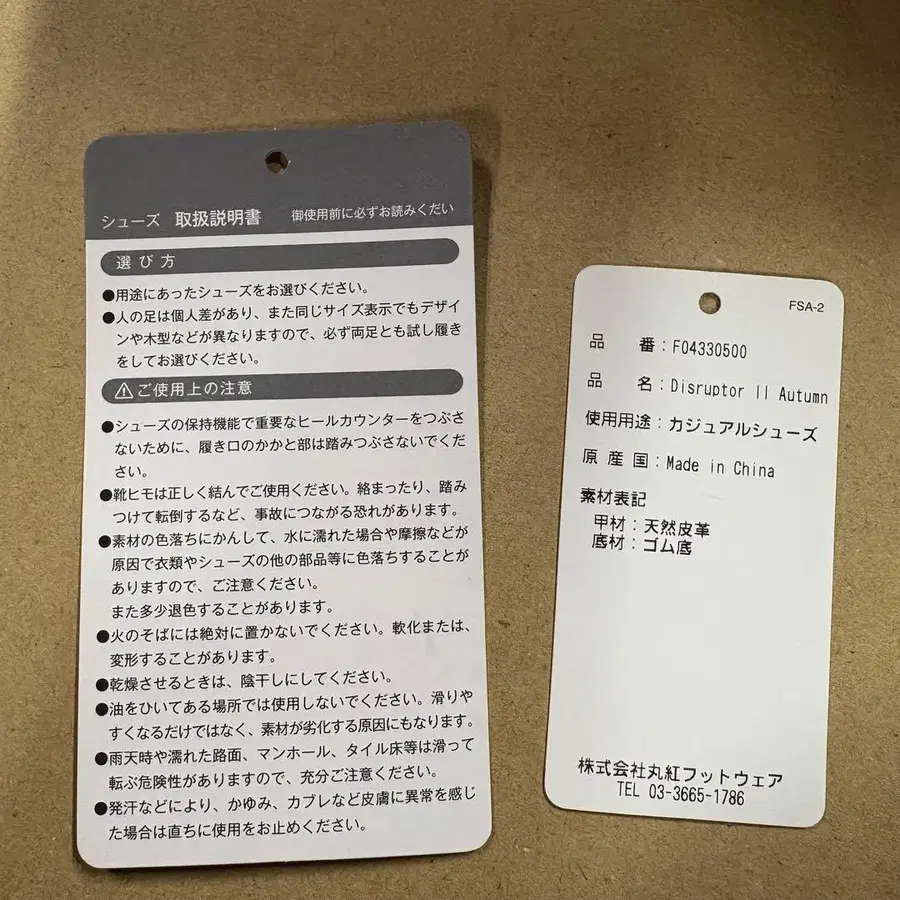 シューズ 取扱説明書 御使用前に必ずお読みくだい
選び方
●用途にあったシューズをお選びください。
●人の足は個人差があり、また同じサイズ表示でもデザイ
ンや木型などが異なりますので、必ず両足とも試し履き
をしてお選びください。
⚠ご使用上の注意
●シューズの保持機能で重要なヒールカウンターをつぶさ
ないために、履き口のかかと部は踏みつぶさないでくだ
さい。
●靴ヒモは正しく結んでご使用ください。絡まったり、踏み
つけて転倒するなど、事故につながる恐れがあります。
●素材の色落ちにかんして、水に濡れた場合や摩擦などが
原因で衣類やシューズの他の部品等に色落ちすることが
ありますので、ご注意ください。
また多少退色することがあります。
●火のそばには絶対に置かないでください。軟化または、
変形することがあります。
●乾燥させるときは、陰干しにしてください。
●油をひいてある場所では使用しないでください。滑りや
すくなるだけではなく、素材が劣化する原因にもなります。
●雨天時や濡れた路面、マンホール、タイル床等は滑って
転ぶ危険性がありますので、充分ご注意ください。
●発汗などにより、かゆみ、カブレなど皮膚に異常を感じ
た場合は直ちに使用をお止めください。
FSA-2
品番：F04330500
品名：Disruptor II Autumn
使用用途：カジュアルシューズ
原産国：Made in China
素材表記
甲材：天然皮革
底材：ゴム底
株式会社丸紅フットウェア
TEL 03-3665-1786